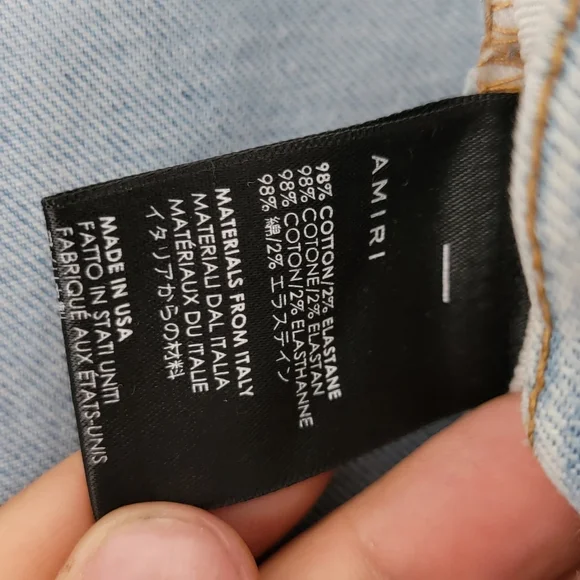 AMIRI
98% COTTON/2% ELASTANE
98% COTONE/2% ELASTAN
98% COTON/2% ELASTHANNE
98% 綿/2% エラステイン
MATERIALS FROM ITALY
MATERIALI DAL ITALIA
MATÉRIAUX DU ITALIE
イタリアからの材料
MADE IN USA
FATTO IN STATI UNITI
FABRIQUÉ AUX ÉTATS-UNIS